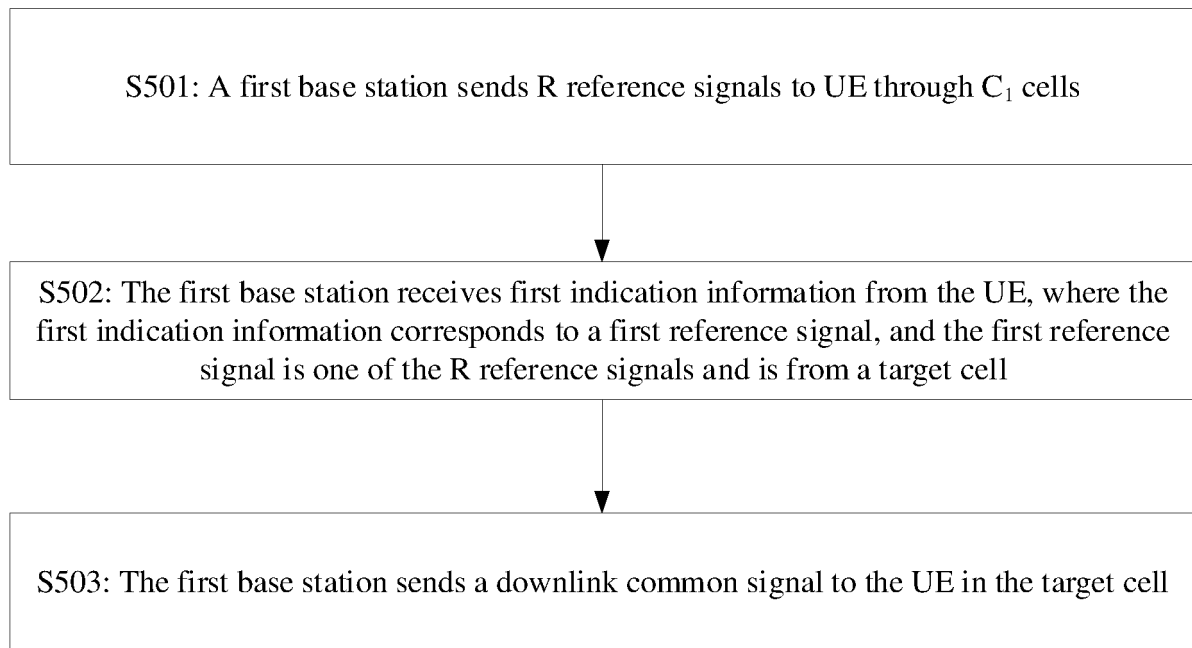 S501: A first base station sends R reference signals to UE through C₁ cells
S502: The first base station receives first indication information from the UE, where the
first indication information corresponds to a first reference signal, and the first reference
signal is one of the R reference signals and is from a target cell
S503: The first base station sends a downlink common signal to the UE in the target cell